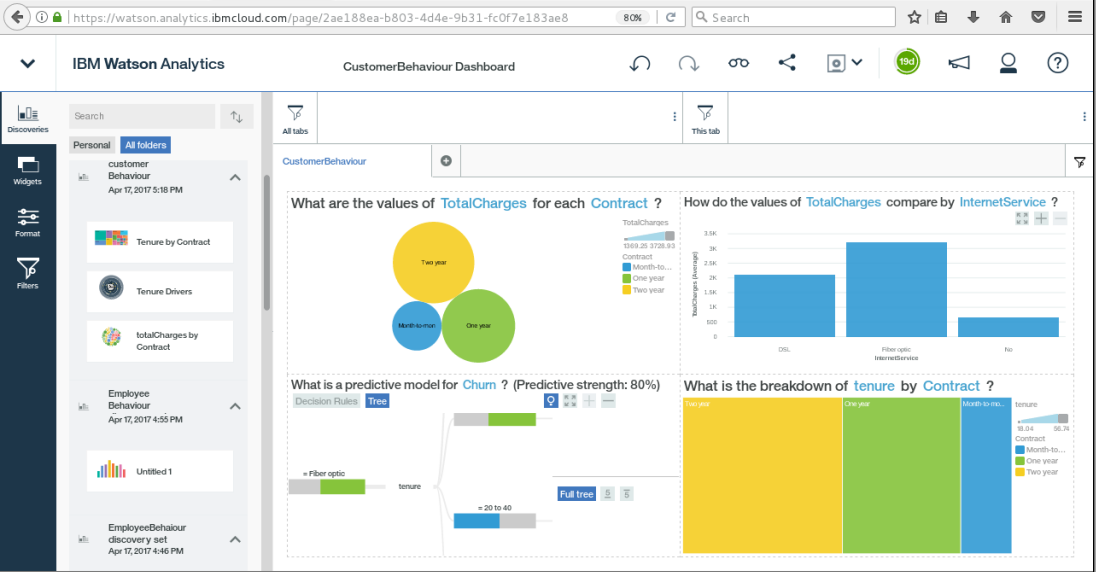 https://watson.analytics.ibmcloud.com/page/2ae188ea-b803-4d4e-9b31-fc0f7e183ae8
80%
Search
IBM Watson Analytics
CustomerBehaviour Dashboard
19d
Discoveries
Widgets
Format
Filters
Search
Personal
All folders
customer
Behaviour
Apr 17, 2017 5:18 PM
Tenure by Contract
Tenure Drivers
totalCharges by
Contract
Employee
Behaviour
Apr 17, 2017 4:55 PM
Untitled 1
EmployeeBehaiour
discovery set
Apr 17, 2017 4:46 PM
All tabs
This tab
CustomerBehaviour
What are the values of TotalCharges for each Contract ?
Two year
Month-to-mon
One year
TotalCharges
1369.25 3728.93
Contract
Month-to...
One year
Two year
How do the values of TotalCharges compare by InternetService ?
TotalCharges (Average)
3.5K
3K
2.5K
2K
1.5K
1K
500
0
DSL
Fiber optic
No
InternetService
What is a predictive model for Churn ? (Predictive strength: 80%)
Decision Rules
Tree
= Fiber optic
tenure
= 20 to 40
Full tree
5
5
What is the breakdown of tenure by Contract ?
Two year
One year
Month-to-mo...
tenure
18.04 56.74
Contract
Month-to...
One year
Two year